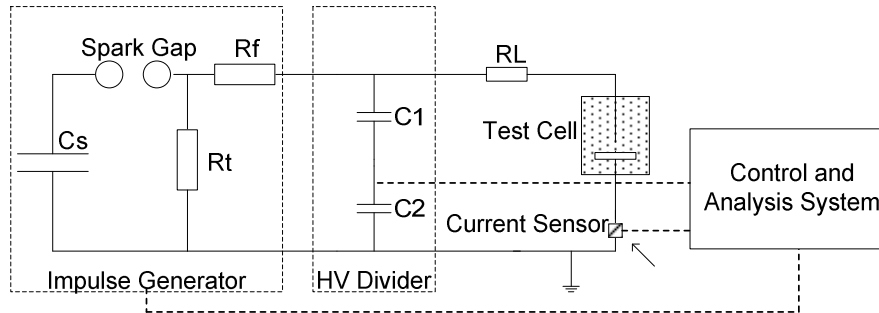 Spark Gap
Rf
RL
C1
Cs
Test Cell
Rt
Control and
Analysis System
C2
Current Sensor
Impulse Generator
HV Divider